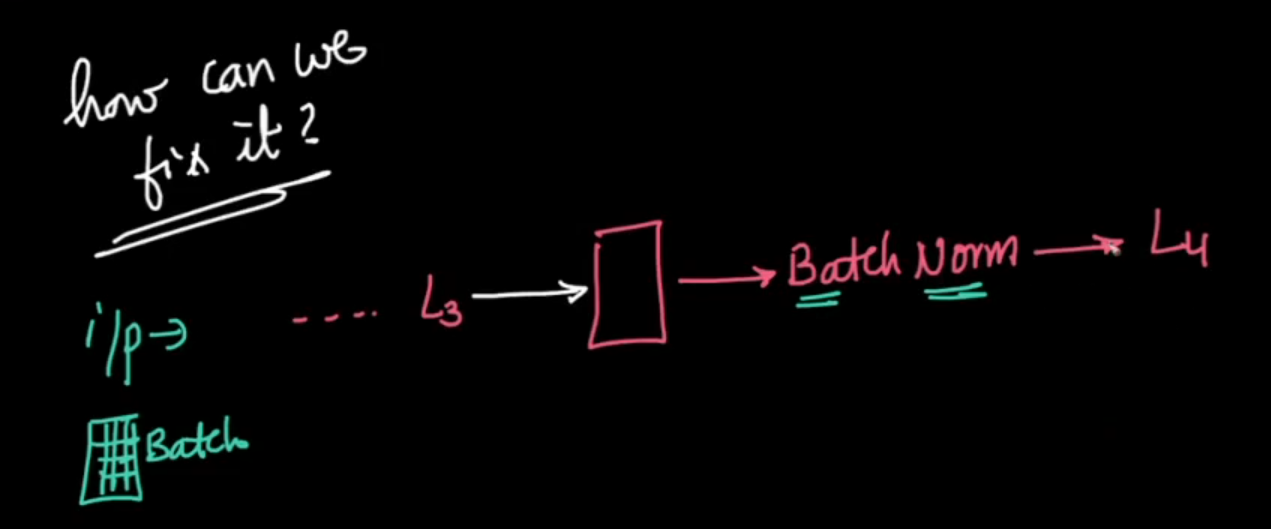 how can we
fix it?
i/p → ---- L3 → → Batch Norm → L4
Batch